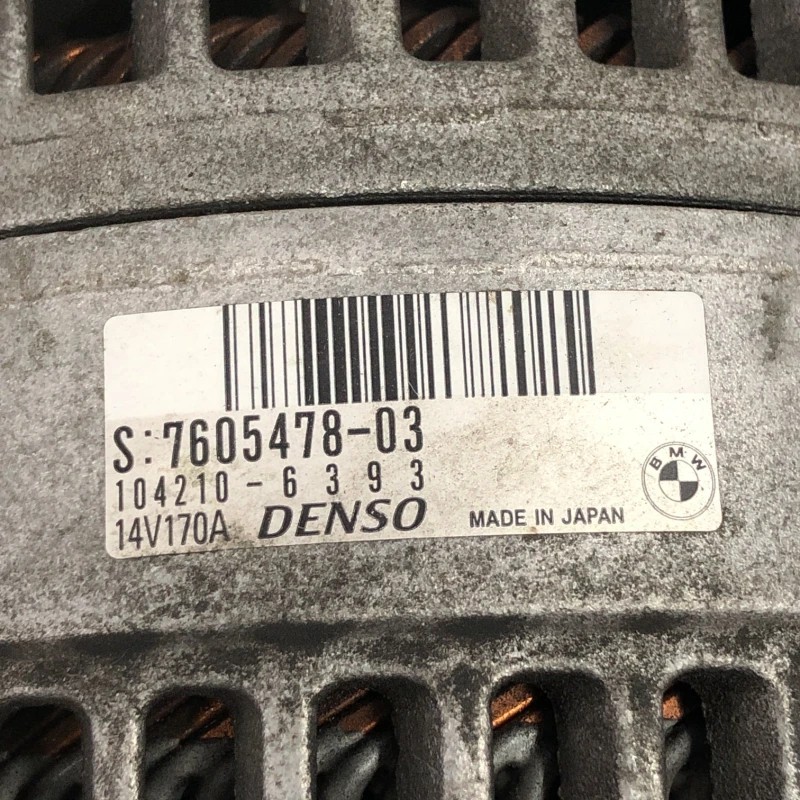 S:7605478-03
104210-6393
14V170A DENSO MADE IN JAPAN
BMW